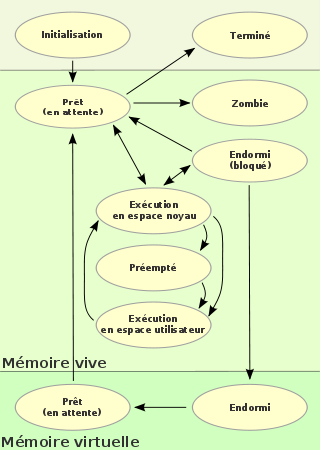 Initialisation
Terminé
Prêt
(en attente)
Zombie
Endormi
(bloqué)
Exécution
en espace noyau
Préempté
Exécution
en espace utilisateur
Mémoire vive
Prêt
(en attente)
Endormi
Mémoire virtuelle